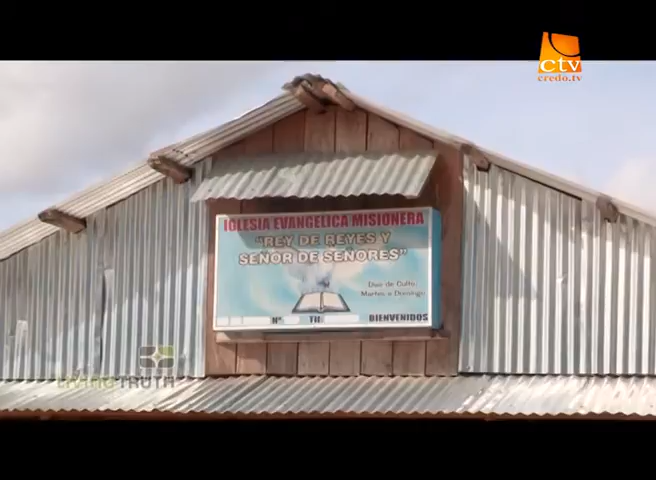 ctv
credo.tv
IGLESIA EVANGELICA MISIONERA
"REY DE REYES Y
SEÑOR DE SEÑORES"
Dias de Culto:
Martes a Domingo
BIENVENIDOS
LIVING TRUTH